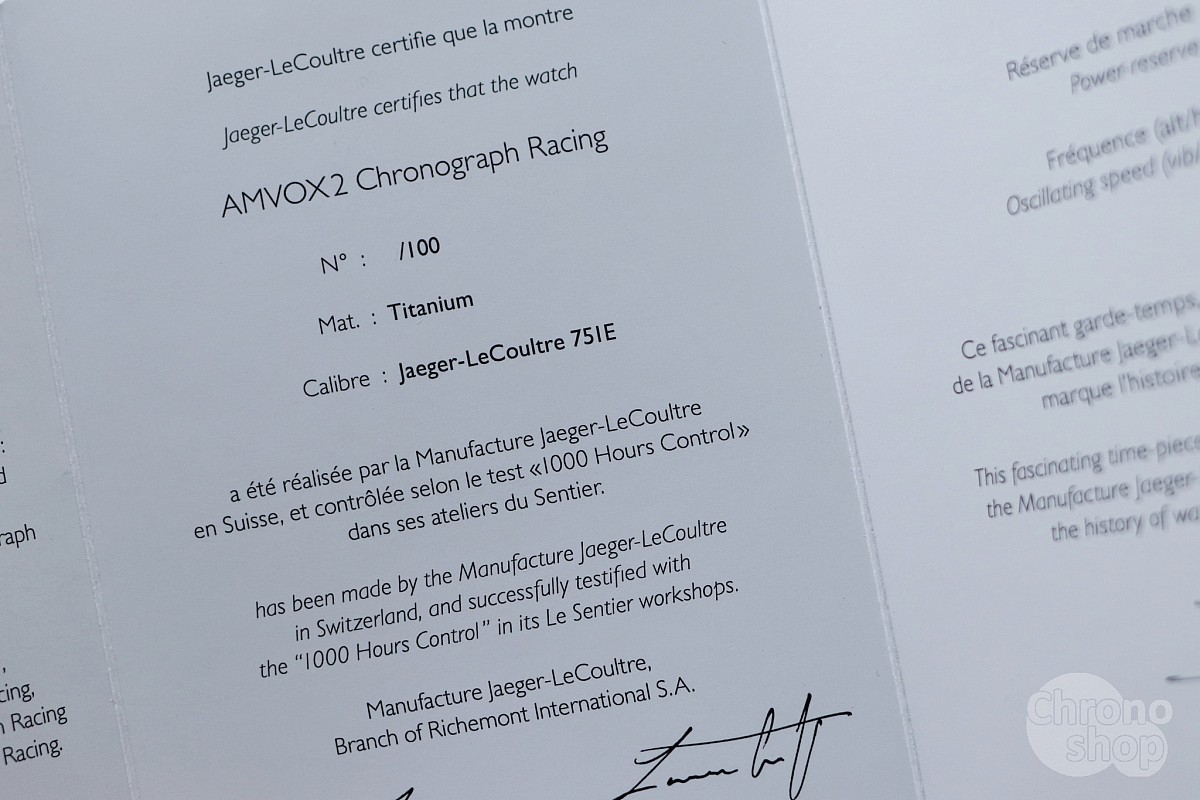 :
d
raph
,
cing,
n Racing
Racing.
Jaeger-LeCoultre certifie que la montre
Jaeger-LeCoultre certifies that the watch
AMVOX2 Chronograph Racing
N° : /100
Mat. : Titanium
Calibre : Jaeger-LeCoultre 751E
a été réalisée par la Manufacture Jaeger-LeCoultre
en Suisse, et contrôlée selon le test «1000 Hours Control»
dans ses ateliers du Sentier.
has been made by the Manufacture Jaeger-LeCoultre
in Switzerland, and successfully testified with
the “1000 Hours Control” in its Le Sentier workshops.
Manufacture Jaeger-LeCoultre,
Branch of Richemont International S.A.
Réserve de marche
Power-reserve
Fréquence (alt/h
Oscillating speed (vib/
Ce fascinant garde-temps,
de la Manufacture Jaeger-L
marque l'histoire
This fascinating time-piece
the Manufacture Jaeger-
the history of wa
Chrono
shop